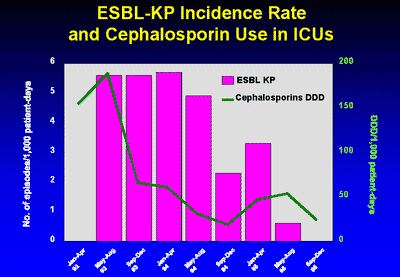 ESBL-KP Incidence Rate
and Cephalosporin Use in ICUs
No. of episodes/1,000 patient-days
6
5
4
3
2
1
0
ESBL KP
Cephalosporins DDD
200
150
100
50
0
DDD/1,000 patient-days
Jan-Apr
93
May-Aug
93
Sep-Dec
93
Jan-Apr
94
May-Aug
94
Sep-Dec
94
Jan-Apr
May-Aug
Sep-Dec